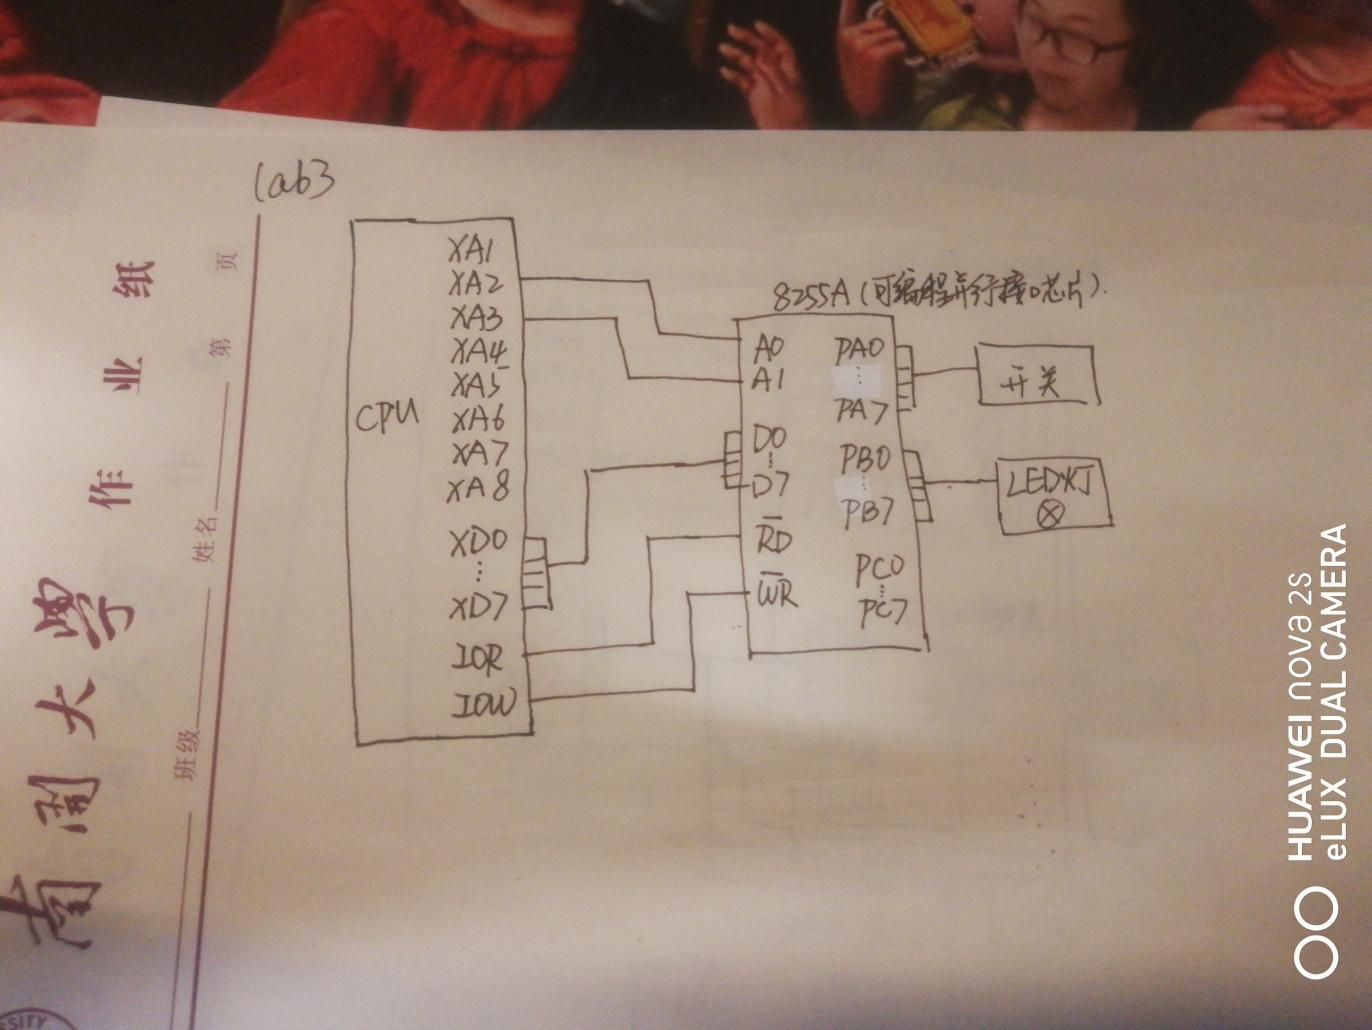 lab3
XA1
XA2
XA3
XA4
XA5
XA6
XA7
XA8
CPU
XD0
⋮
XD7
IOR
IOW
8255A(可编程并行接口芯片).
A0
A1
D0
⋮
D7
RD
WR
PA0
⋮
PA7
PB0
⋮
PB7
PC0
⋮
PC7
开关
LED灯
南開大學
作业纸
班级 姓名 第 页
RSITY
HUAWEI nova 2S
eLUX DUAL CAMERA